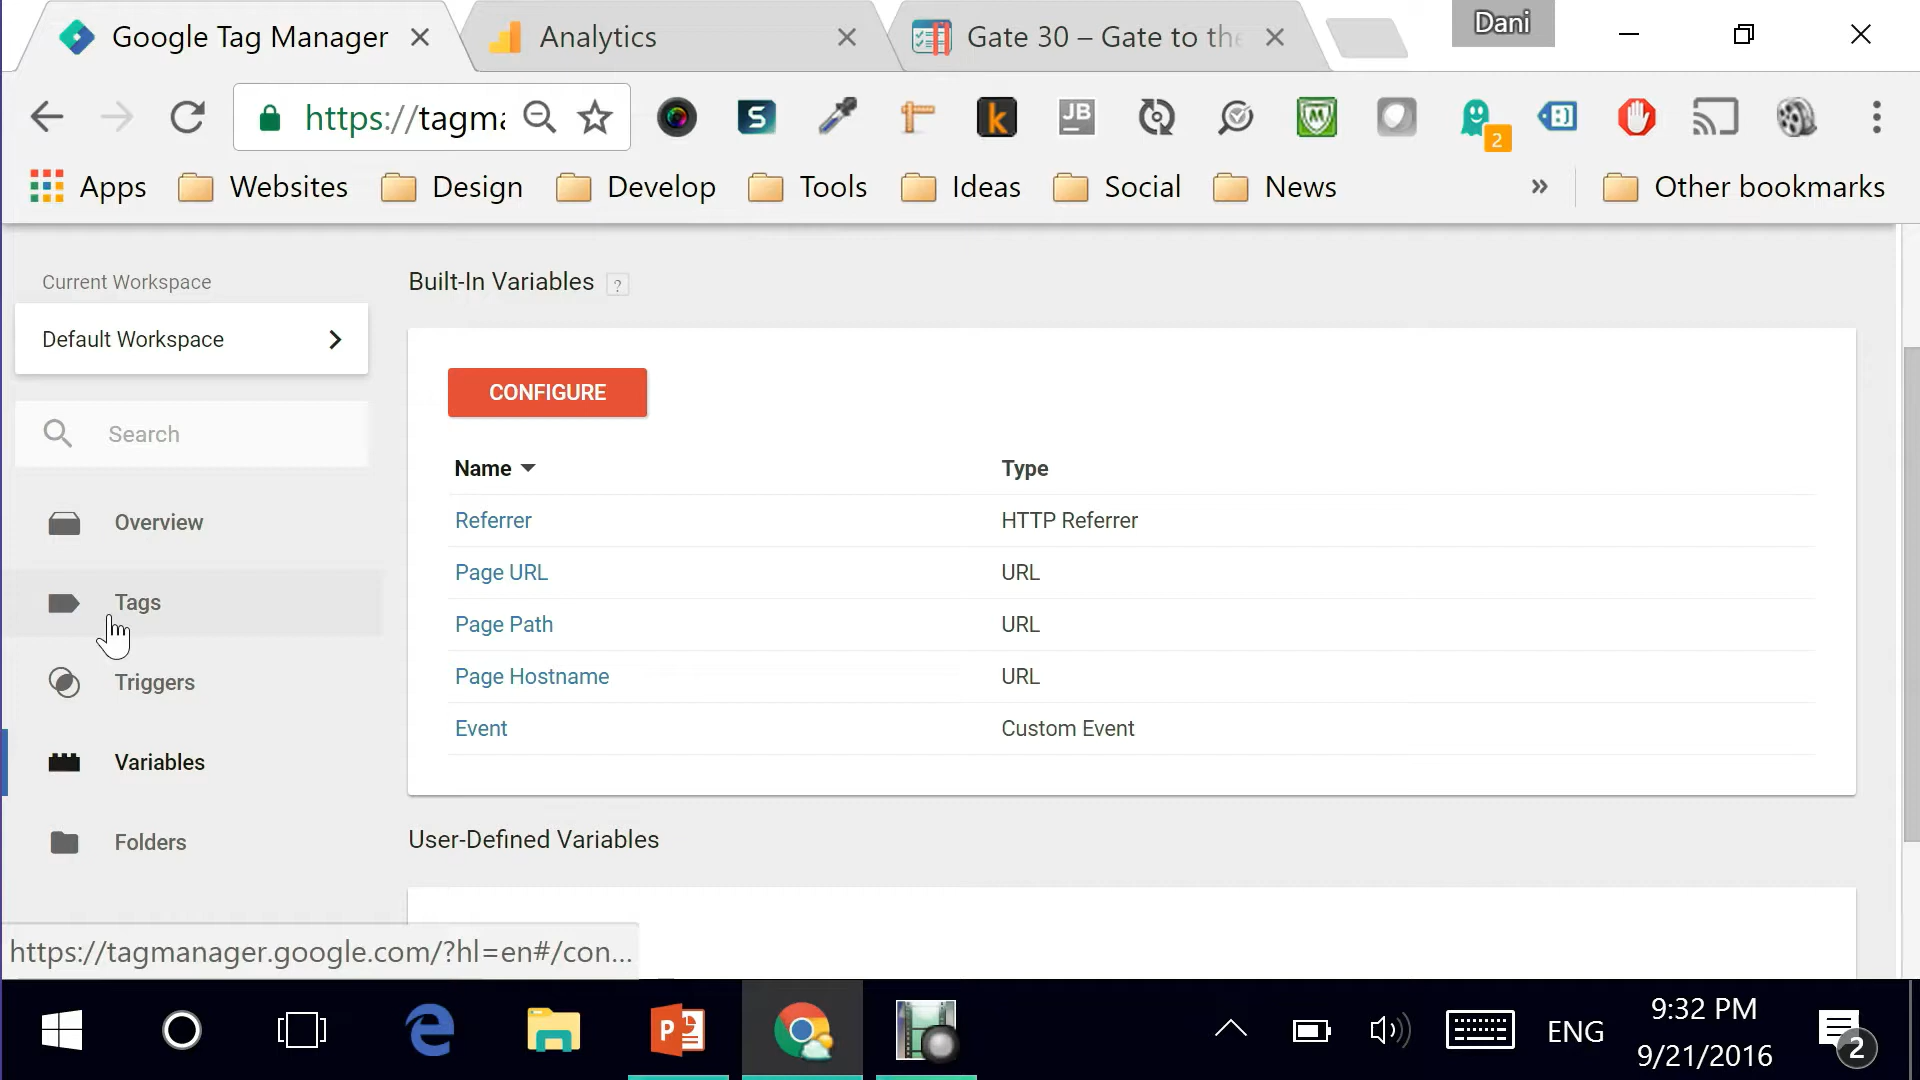 Google Tag Manager
Analytics
Gate 30 – Gate to the
Dani
https://tagma
S
k
JB
2
Apps
Websites
Design
Develop
Tools
Ideas
Social
News
»
Other bookmarks
Current Workspace
Default Workspace
Search
Overview
Tags
Triggers
Variables
Folders
Built-In Variables ?
CONFIGURE
Name Type
Referrer HTTP Referrer
Page URL URL
Page Path URL
Page Hostname URL
Event Custom Event
User-Defined Variables
https://tagmanager.google.com/?hl=en#/con...
ENG
9:32 PM
9/21/2016
2